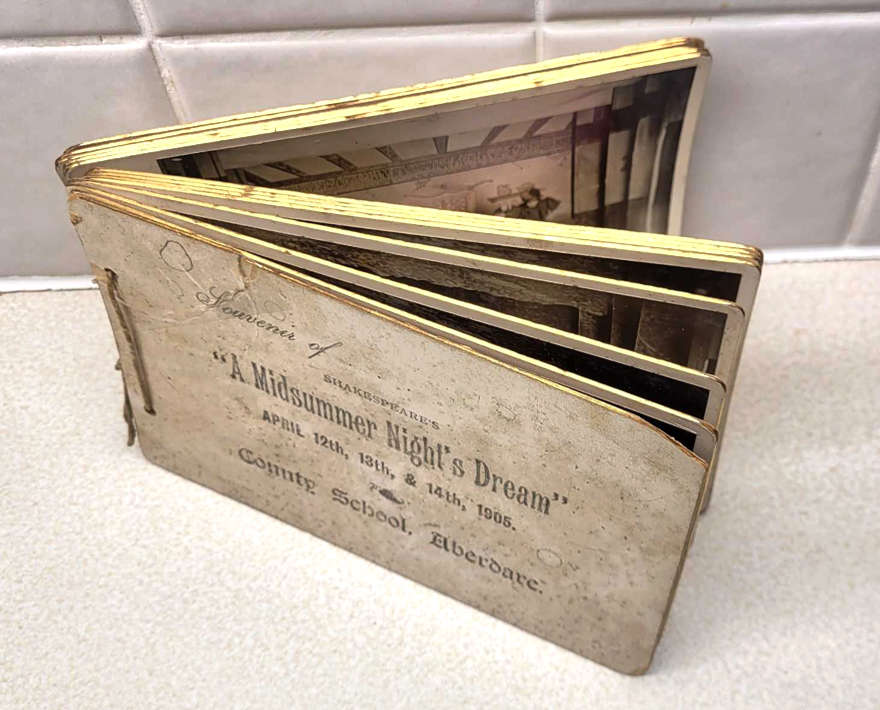 Souvenir of
SHAKESPEARE'S
"A Midsummer Night's Dream"
APRIL 12th, 13th, & 14th, 1905.
County School, Aberdare.